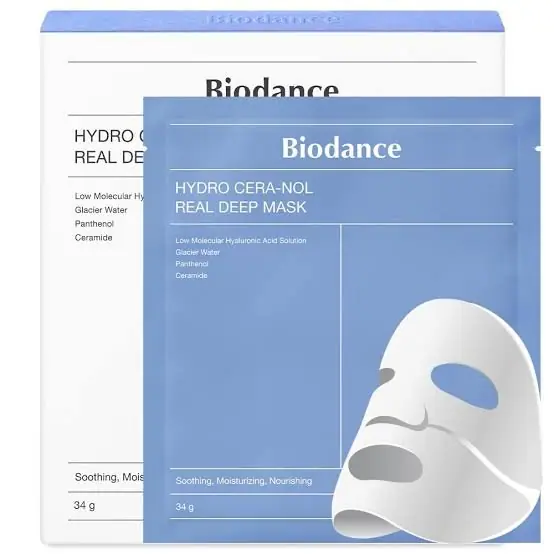 Biodance
Biodance
HYDRO
REAL DE
Low Molecular Hy
Glacier Water
Panthenol
Ceramide
Soothing, Mois
34 g
Biodance
HYDRO CERA-NOL
REAL DEEP MASK
Low Molecular Hyaluronic Acid Solution
Glacier Water
Panthenol
Ceramide
Soothing, Moisturizing, Nourishing
34 g